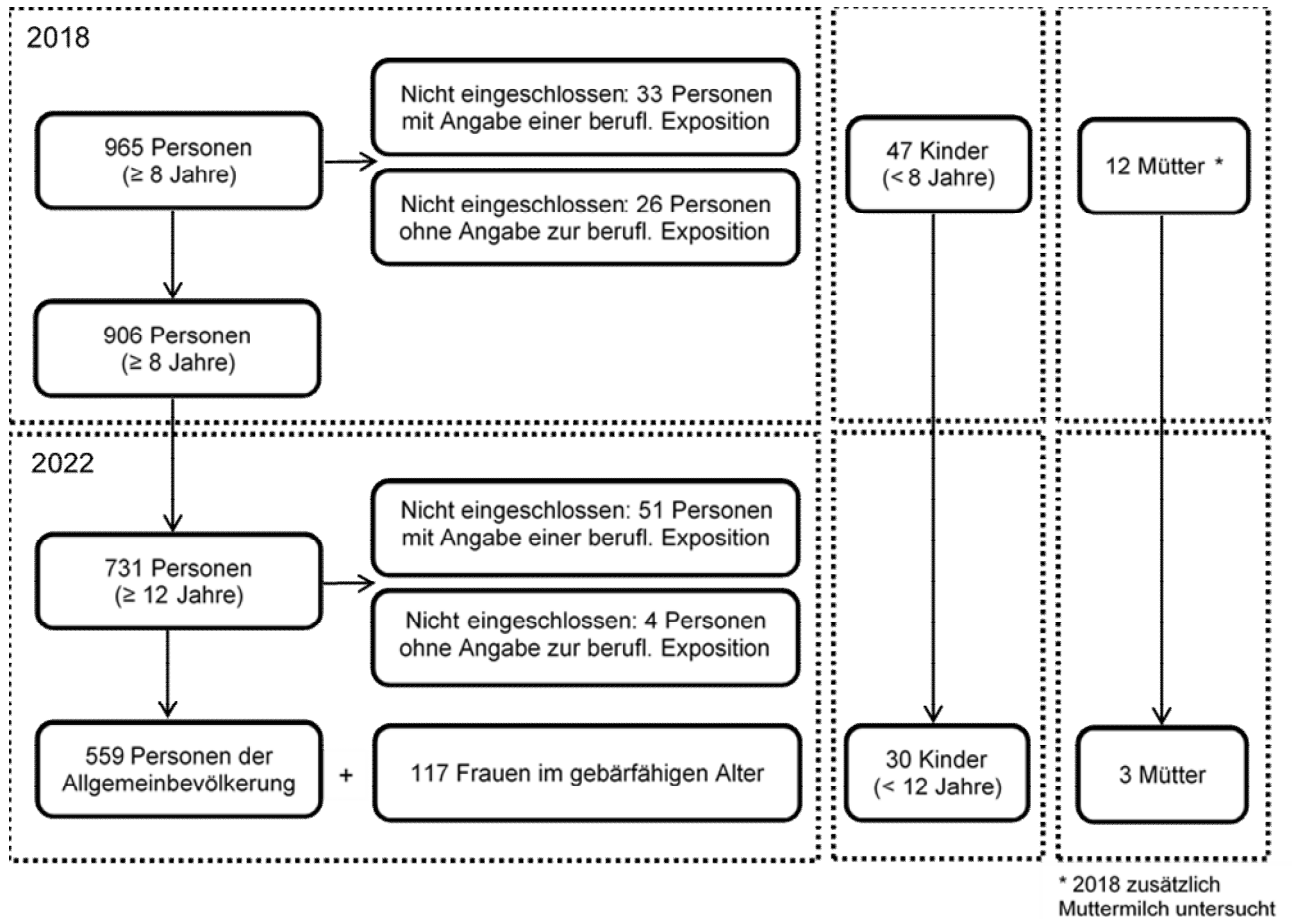 2018
965 Personen
(≥ 8 Jahre)
Nicht eingeschlossen: 33 Personen
mit Angabe einer berufl. Exposition
Nicht eingeschlossen: 26 Personen
ohne Angabe zur berufl. Exposition
906 Personen
(≥ 8 Jahre)
47 Kinder
(< 8 Jahre)
12 Mütter *
2022
731 Personen
(≥ 12 Jahre)
Nicht eingeschlossen: 51 Personen
mit Angabe einer berufl. Exposition
Nicht eingeschlossen: 4 Personen
ohne Angabe zur berufl. Exposition
559 Personen der
Allgemeinbevölkerung
+
117 Frauen im gebärfähigen Alter
30 Kinder
(< 12 Jahre)
3 Mütter
* 2018 zusätzlich
Muttermilch untersucht